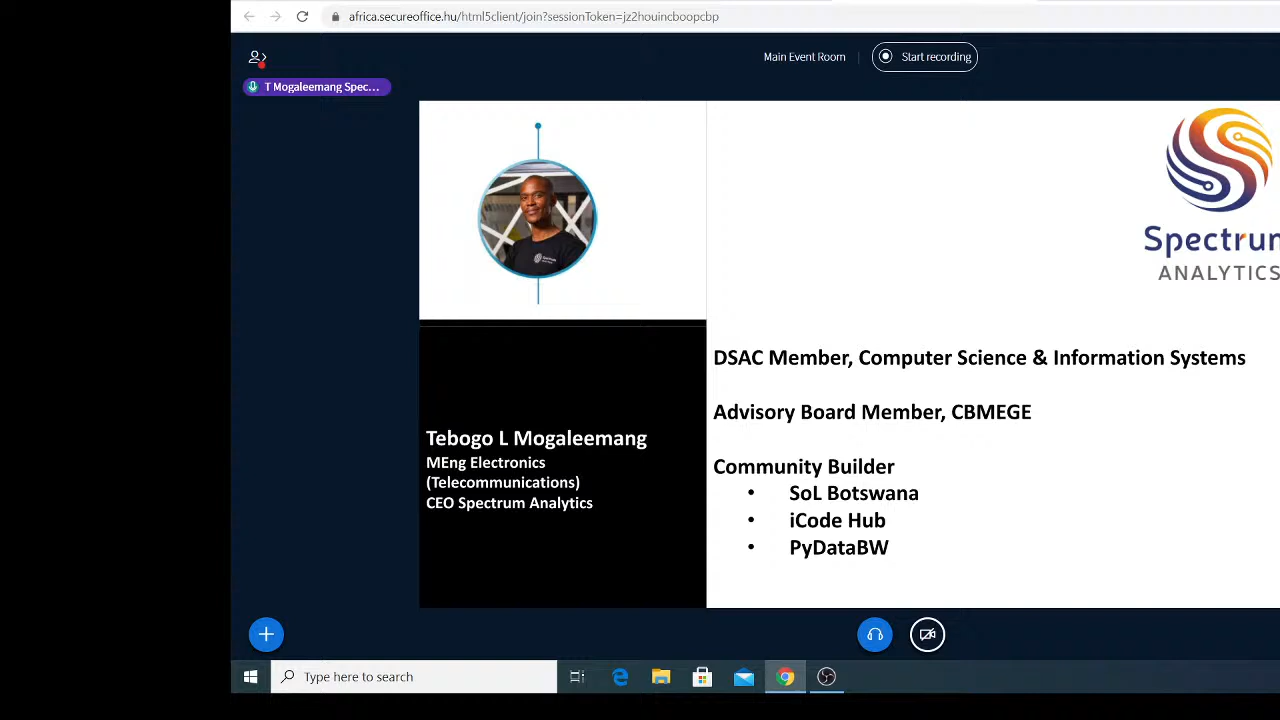 africa.secureoffice.hu/html5client/join?sessionToken=jz2houincboopcbp
Main Event Room
Start recording
T Mogaleemang Spec...
Spectrum
ANALYTICS
DSAC Member, Computer Science & Information Systems
Advisory Board Member, CBMEGE
Community Builder
• SoL Botswana
• iCode Hub
• PyDataBW
Tebogo L Mogaleemang
MEng Electronics
(Telecommunications)
CEO Spectrum Analytics
Type here to search